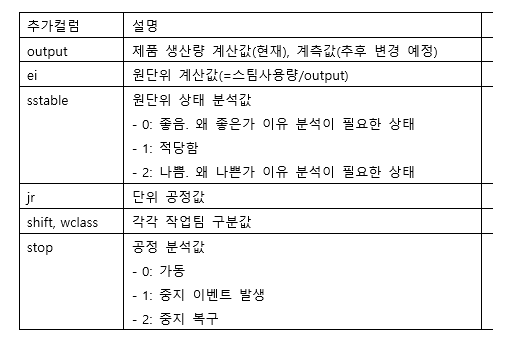 추가컬럼 설명
output 제품 생산량 계산값(현재), 계측값(추후 변경 예정)
ei 원단위 계산값(=스팀사용량/output)
sstable 원단위 상태 분석값
- 0: 좋음. 왜 좋은가 이유 분석이 필요한 상태
- 1: 적당함
- 2: 나쁨. 왜 나쁜가 이유 분석이 필요한 상태
jr 단위 공정값
shift, wclass 각각 작업팀 구분값
stop 공정 분석값
- 0: 가동
- 1: 중지 이벤트 발생
- 2: 중지 복구